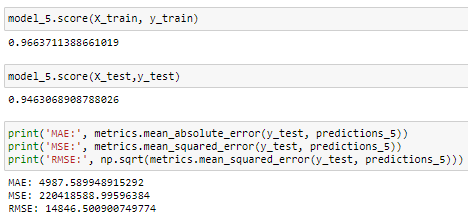 model_5.score(X_train, y_train)
0.9663711388661019
model_5.score(X_test,y_test)
0.9463068908788026
print('MAE:', metrics.mean_absolute_error(y_test, predictions_5))
print('MSE:', metrics.mean_squared_error(y_test, predictions_5))
print('RMSE:', np.sqrt(metrics.mean_squared_error(y_test, predictions_5)))
MAE: 4987.589948915292
MSE: 220418588.99596384
RMSE: 14846.500900749774